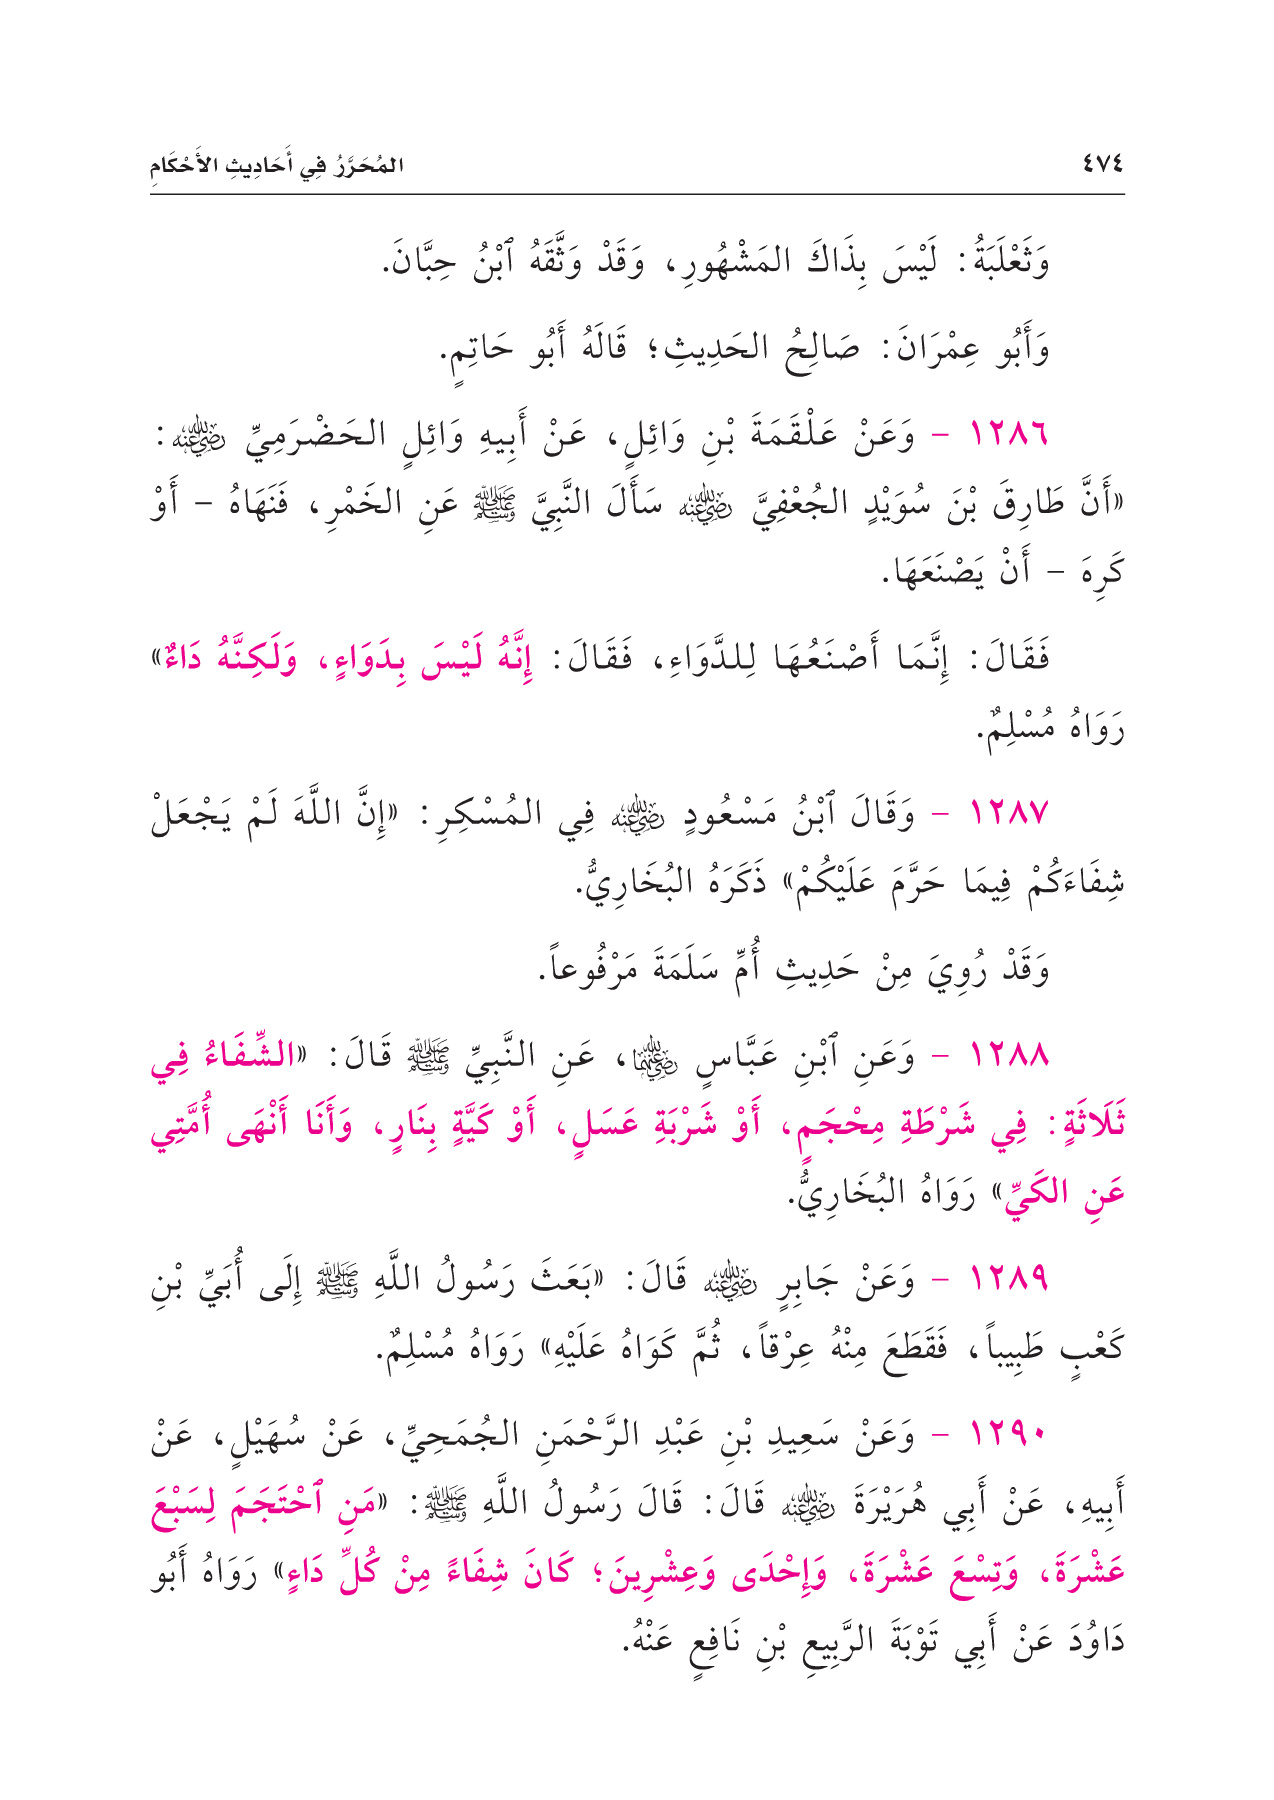 ٤٧٤ المُحَرَّرُ فِي أَحَادِيثِ الأَحْكَامِ
وَثَعْلَبَةُ: لَيْسَ بِذَاكَ المَشْهُورِ، وَقَدْ وَثَّقَهُ ٱبْنُ حِبَّانَ.
وَأَبُو عِمْرَانَ: صَالِحُ الحَدِيثِ؛ قَالَهُ أَبُو حَاتِمٍ.
١٢٨٦ - وَعَنْ عَلْقَمَةَ بْنِ وَائِلٍ، عَنْ أَبِيهِ وَائِلٍ الحَضْرَمِيِّ رضي الله عنه:
«أَنَّ طَارِقَ بْنَ سُوَيْدٍ الجُعْفِيَّ رضي الله عنه سَأَلَ النَّبِيَّ ﷺ عَنِ الخَمْرِ، فَنَهَاهُ - أَوْ
كَرِهَ - أَنْ يَصْنَعَهَا.
فَقَالَ: إِنَّمَا أَصْنَعُهَا لِلدَّوَاءِ، فَقَالَ: إِنَّهُ لَيْسَ بِدَوَاءٍ، وَلَكِنَّهُ دَاءٌ»
رَوَاهُ مُسْلِمٌ.
١٢٨٧ - وَقَالَ ٱبْنُ مَسْعُودٍ رضي الله عنه فِي المُسْكِرِ: «إِنَّ اللَّهَ لَمْ يَجْعَلْ
شِفَاءَكُمْ فِيمَا حَرَّمَ عَلَيْكُمْ» ذَكَرَهُ البُخَارِيُّ.
وَقَدْ رُوِيَ مِنْ حَدِيثِ أُمِّ سَلَمَةَ مَرْفُوعاً.
١٢٨٨ - وَعَنِ ٱبْنِ عَبَّاسٍ رضي الله عنهما، عَنِ النَّبِيِّ ﷺ قَالَ: «الشِّفَاءُ فِي
ثَلَاثَةٍ: فِي شَرْطَةِ مِحْجَمٍ، أَوْ شَرْبَةِ عَسَلٍ، أَوْ كَيَّةٍ بِنَارٍ، وَأَنَا أَنْهَى أُمَّتِي
عَنِ الكَيِّ» رَوَاهُ البُخَارِيُّ.
١٢٨٩ - وَعَنْ جَابِرٍ رضي الله عنه قَالَ: «بَعَثَ رَسُولُ اللَّهِ ﷺ إِلَى أُبَيِّ بْنِ
كَعْبٍ طَبِيباً، فَقَطَعَ مِنْهُ عِرْقاً، ثُمَّ كَوَاهُ عَلَيْهِ» رَوَاهُ مُسْلِمٌ.
١٢٩٠ - وَعَنْ سَعِيدِ بْنِ عَبْدِ الرَّحْمَنِ الجُمَحِيِّ، عَنْ سُهَيْلٍ، عَنْ
أَبِيهِ، عَنْ أَبِي هُرَيْرَةَ رضي الله عنه قَالَ: قَالَ رَسُولُ اللَّهِ ﷺ: «مَنِ ٱحْتَجَمَ لِسَبْعَ
عَشْرَةَ، وَتِسْعَ عَشْرَةَ، وَإِحْدَى وَعِشْرِينَ؛ كَانَ شِفَاءً مِنْ كُلِّ دَاءٍ» رَوَاهُ أَبُو
دَاوُدَ عَنْ أَبِي تَوْبَةَ الرَّبِيعِ بْنِ نَافِعٍ عَنْهُ.